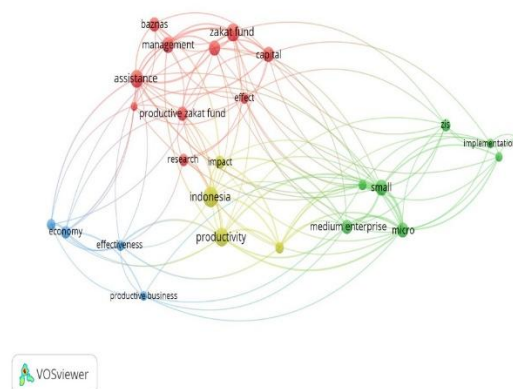 baznas
zakat fund
management
capital
assistance
effect
productive zakat fund
zis
implementation
research
impact
small
indonesia
medium enterprise
micro
economy
productivity
effectiveness
productive business
VOSviewer